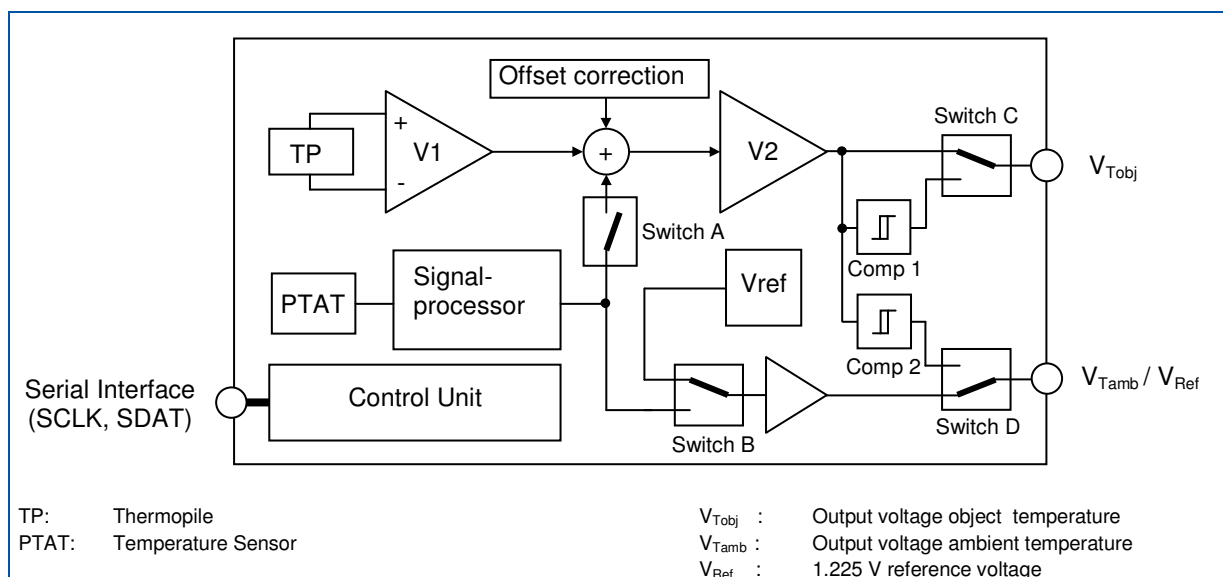 Offset correction
Switch C
+
TP
V1
-
+
V2
V_Tobj
Switch A
Comp 1
PTAT
Signal-
processor
Vref
Comp 2
Serial Interface
(SCLK, SDAT)
Control Unit
V_Tamb / V_Ref
Switch B
Switch D
TP: Thermopile
PTAT: Temperature Sensor
V_Tobj : Output voltage object temperature
V_Tamb : Output voltage ambient temperature
V_Ref : 1.225 V reference voltage